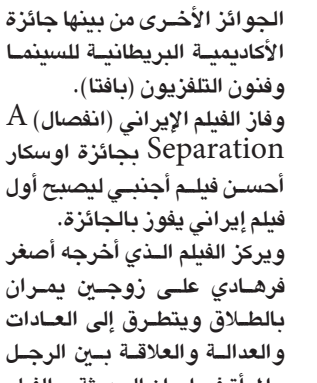 الجوائز الأخرى من بينها جائزة
الأكاديمية البريطانية للسينما
وفنون التلفزيون (بافتا).
وفاز الفيلم الإيراني (انفصال) A
Separation بجائزة اوسكار
أحسن فيلم أجنبي ليصبح أول
فيلم إيراني يفوز بالجائزة.
ويركز الفيلم الذي أخرجه أصغر
فرهادي على زوجين يمران
بالطلاق ويتطرق إلى العادات
والعدالة والعلاقة بين الرجل